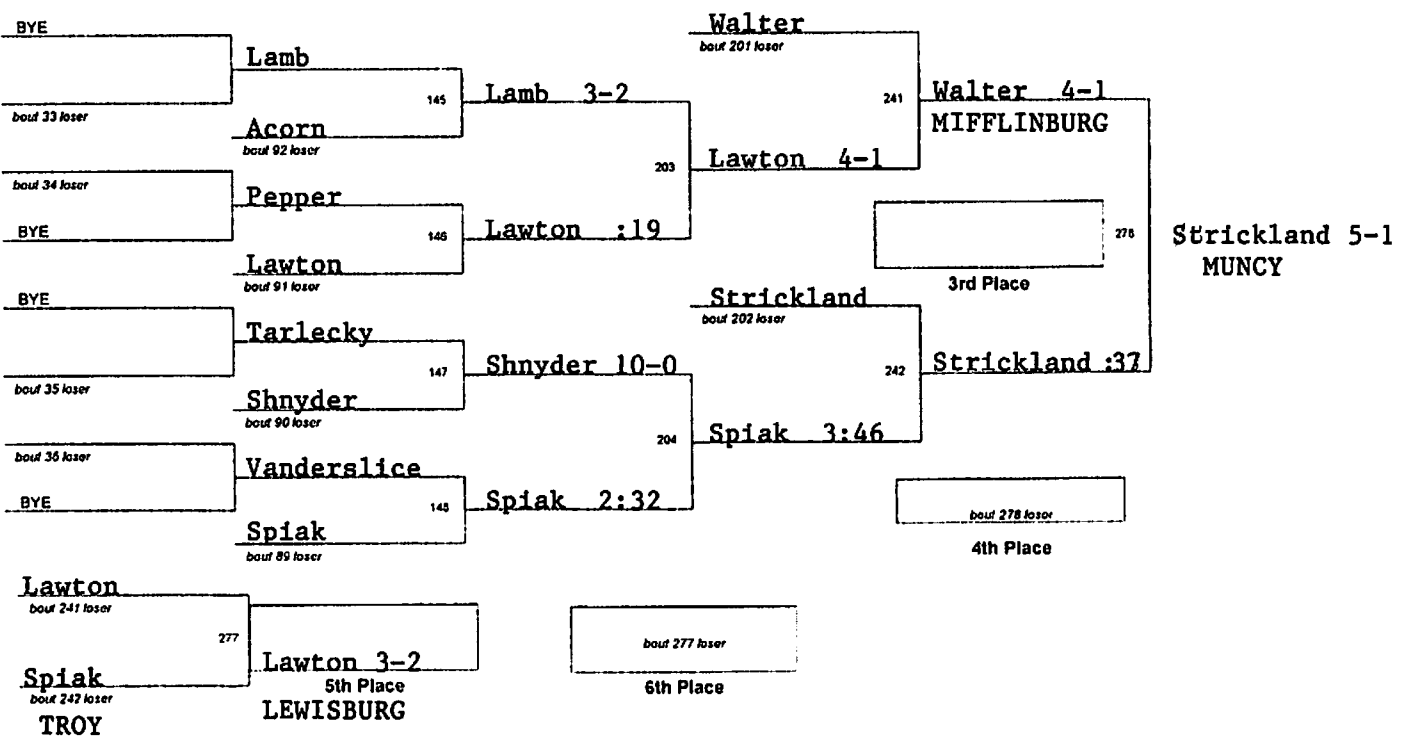 BYE
Walter
bout 201 loser
Lamb
145
Lamb 3-2
241
Walter 4-1
MIFFLINBURG
bout 33 loser
Acorn
bout 92 loser
203
Lawton 4-1
bout 34 loser
Pepper
BYE
146
Lawton :19
278
Strickland 5-1
MUNCY
Lawton
bout 91 loser
3rd Place
BYE
Strickland
bout 202 loser
Tarlecky
147
Shnyder 10-0
242
Strickland :37
bout 35 loser
Shnyder
bout 90 loser
204
Spiak 3:46
bout 36 loser
Vanderslice
BYE
148
Spiak 2:32
bout 278 loser
4th Place
Spiak
bout 89 loser
Lawton
bout 241 loser
277
bout 277 loser
Lawton 3-2
5th Place
6th Place
Spiak
bout 242 loser
TROY
LEWISBURG